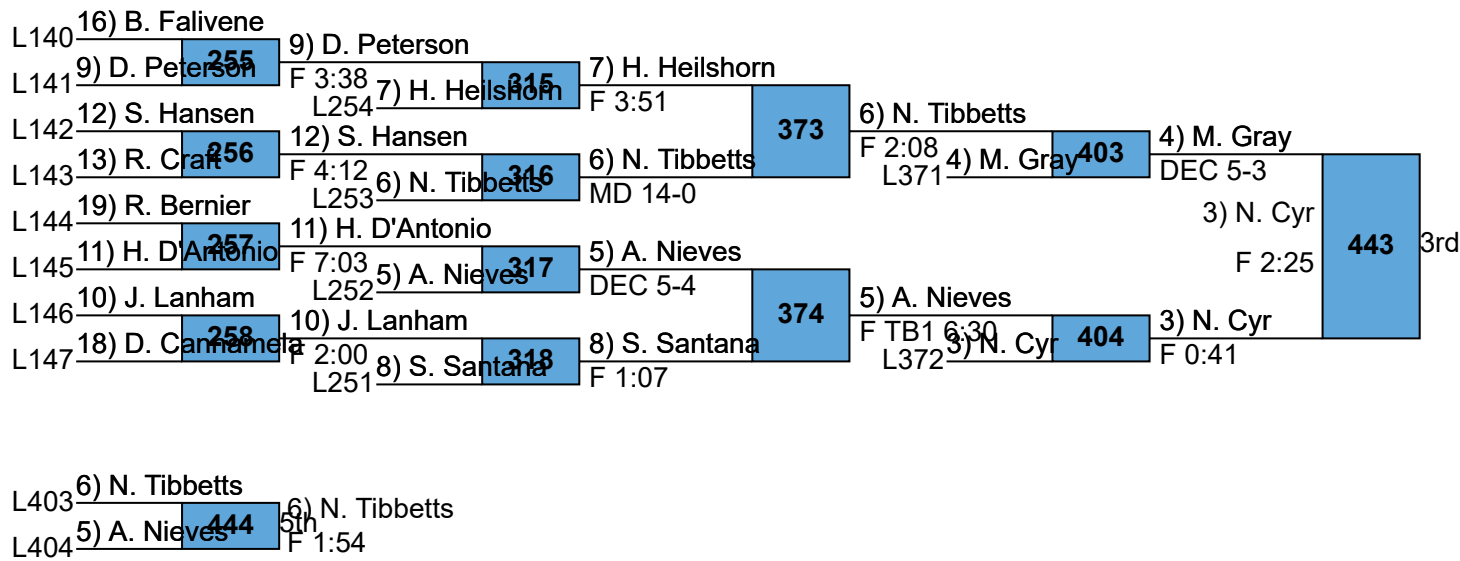 L140 16) B. Falivene
255
L141 9) D. Peterson
9) D. Peterson
F 3:38
L142 12) S. Hansen
256
L143 13) R. Craft
12) S. Hansen
F 4:12
L144 19) R. Bernier
257
L145 11) H. D'Antonio
11) H. D'Antonio
F 7:03
L146 10) J. Lanham
258
L147 18) D. Cannamela
10) J. Lanham
F 2:00
L254 7) H. Heilshorn
315
7) H. Heilshorn
F 3:51
L253 6) N. Tibbetts
316
6) N. Tibbetts
MD 14-0
L252 5) A. Nieves
317
5) A. Nieves
DEC 5-4
L251 8) S. Santana
318
8) S. Santana
F 1:07
373
6) N. Tibbetts
F 2:08
374
5) A. Nieves
F TB1 6:30
L371 4) M. Gray
403
4) M. Gray
DEC 5-3
L372 3) N. Cyr
404
3) N. Cyr
F 0:41
3) N. Cyr
443 3rd
F 2:25
L403 6) N. Tibbetts
444 5th
L404 5) A. Nieves
6) N. Tibbetts
F 1:54